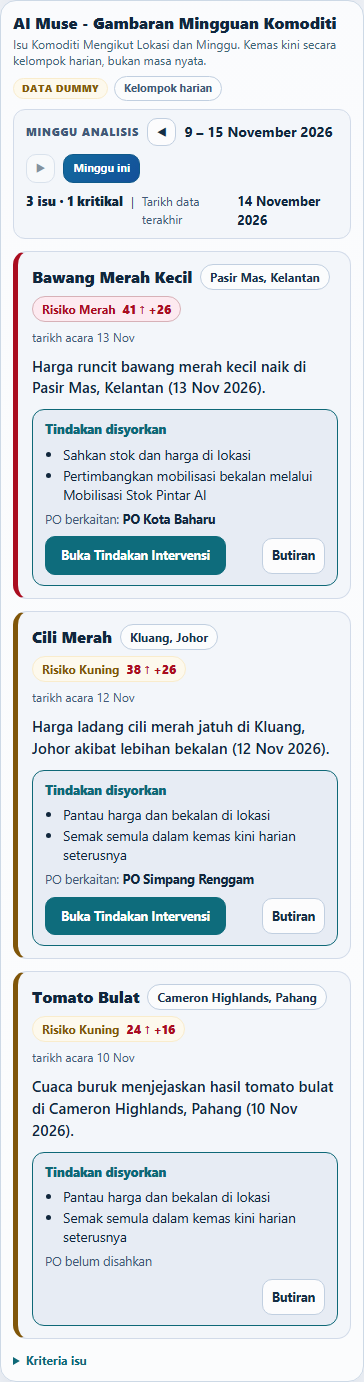 AI Muse - Gambaran Mingguan Komoditi
Isu Komoditi Mengikut Lokasi dan Minggu. Kemas kini secara
kelompok harian, bukan masa nyata.
DATA DUMMY Kelompok harian
MINGGU ANALISIS ◀ 9 – 15 November 2026
▶ Minggu ini
3 isu · 1 kritikal | Tarikh data terakhir 14 November 2026
Bawang Merah Kecil Pasir Mas, Kelantan
Risiko Merah 41 ↑ +26
tarikh acara 13 Nov
Harga runcit bawang merah kecil naik di
Pasir Mas, Kelantan (13 Nov 2026).
Tindakan disyorkan
• Sahkan stok dan harga di lokasi
• Pertimbangkan mobilisasi bekalan melalui
Mobilisasi Stok Pintar AI
PO berkaitan: PO Kota Baharu
Buka Tindakan Intervensi Butiran
Cili Merah Kluang, Johor
Risiko Kuning 38 ↑ +26
tarikh acara 12 Nov
Harga ladang cili merah jatuh di Kluang,
Johor akibat lebihan bekalan (12 Nov 2026).
Tindakan disyorkan
• Pantau harga dan bekalan di lokasi
• Semak semula dalam kemas kini harian
seterusnya
PO berkaitan: PO Simpang Renggam
Buka Tindakan Intervensi Butiran
Tomato Bulat Cameron Highlands, Pahang
Risiko Kuning 24 ↑ +16
tarikh acara 10 Nov
Cuaca buruk menjejaskan hasil tomato bulat
di Cameron Highlands, Pahang (10 Nov
2026).
Tindakan disyorkan
• Pantau harga dan bekalan di lokasi
• Semak semula dalam kemas kini harian
seterusnya
PO belum disahkan
Butiran
▶ Kriteria isu